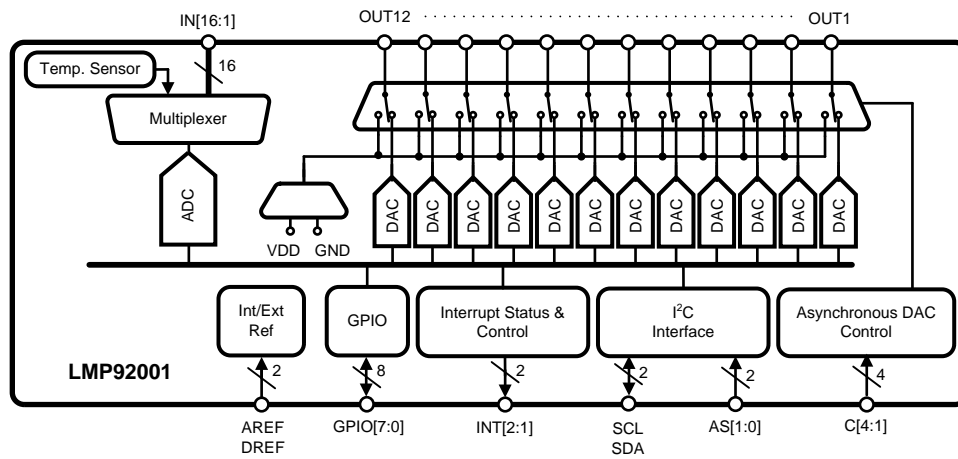 IN[16:1]
OUT12
OUT1
Temp. Sensor
16
Multiplexer
ADC
VDD
GND
DAC
DAC
DAC
DAC
DAC
DAC
DAC
DAC
DAC
DAC
DAC
DAC
Int/Ext
Ref
GPIO
Interrupt Status &
Control
I²C
Interface
Asynchronous DAC
Control
LMP92001
2
8
2
2
2
4
AREF
DREF
GPIO[7:0]
INT[2:1]
SCL
SDA
AS[1:0]
C[4:1]